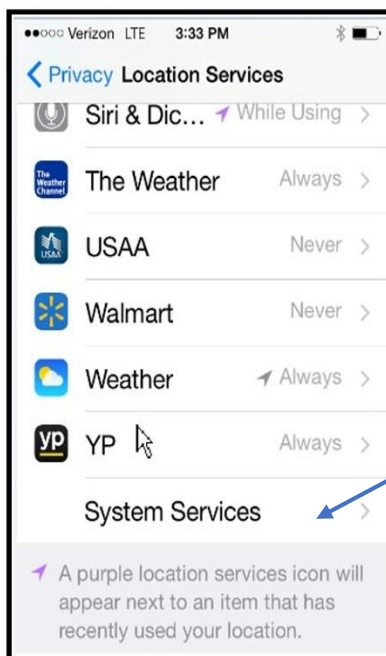 Verizon LTE 3:33 PM
Privacy Location Services
Siri & Dic... While Using
The Weather Channel The Weather Always
USAA USAA Never
Walmart Never
Weather Always
yp YP Always
System Services
A purple location services icon will
appear next to an item that has
recently used your location.